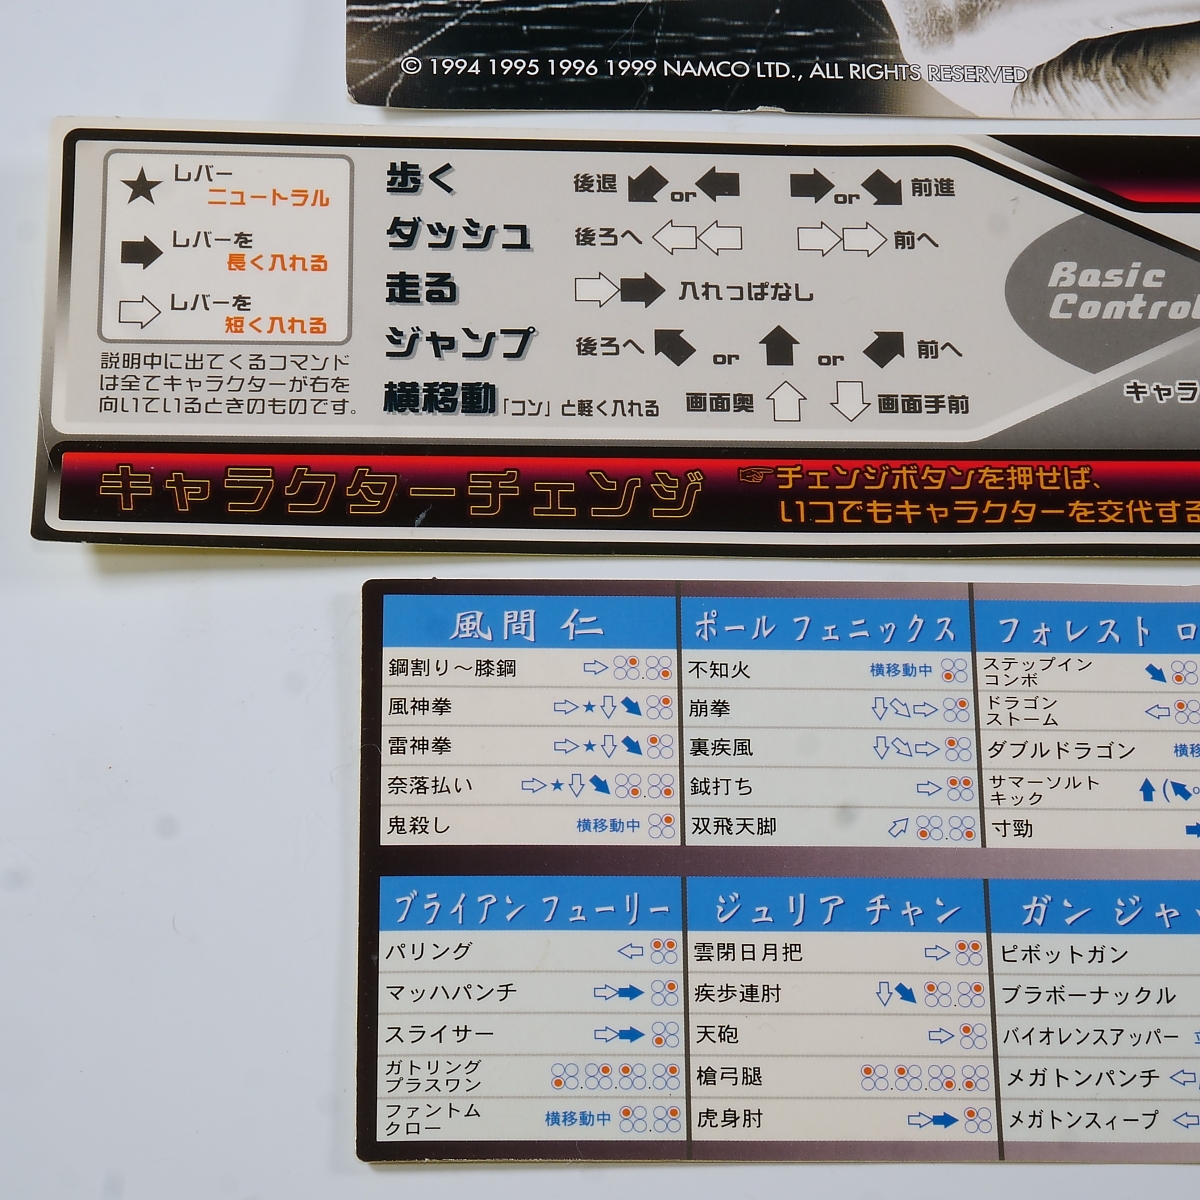 © 1994 1995 1996 1999 NAMCO LTD., ALL RIGHTS RESERVED
★ レバー
ニュートラル
レバーを
長く入れる
レバーを
短く入れる
説明中に出てくるコマンド
は全てキャラクターが右を
向いているときのものです。
歩く 後退 or or 前進
ダッシュ 後ろへ 前へ
走る 入れっぱなし
ジャンプ 後ろへ or or 前へ
横移動 「コン」と軽く入れる 画面奥 画面手前
Basic
Contro
キャラ
キャラクターチェンジ
チェンジボタンを押せば、
いつでもキャラクターを交代する
風間 仁
鋼割り〜膝鋼
風神拳 ★
雷神拳 ★
奈落払い ★
鬼殺し 横移動中
ポール フェニックス
不知火 横移動中
崩拳
裏疾風
鉞打ち
双飛天脚
フォレスト ロ
ステップイン
コンボ
ドラゴン
ストーム
ダブルドラゴン 横移
サマーソルト
キック
寸勁
ブライアン フューリー
パリング
マッハパンチ
スライサー
ガトリング
プラスワン
ファントム
クロー 横移動中
ジュリア チャン
雲閉日月把
疾歩連肘
天砲
槍弓腿
虎身肘
ガン ジャ
ピボットガン
ブラボーナックル
バイオレンスアッパー 立
メガトンパンチ
メガトンスィープ